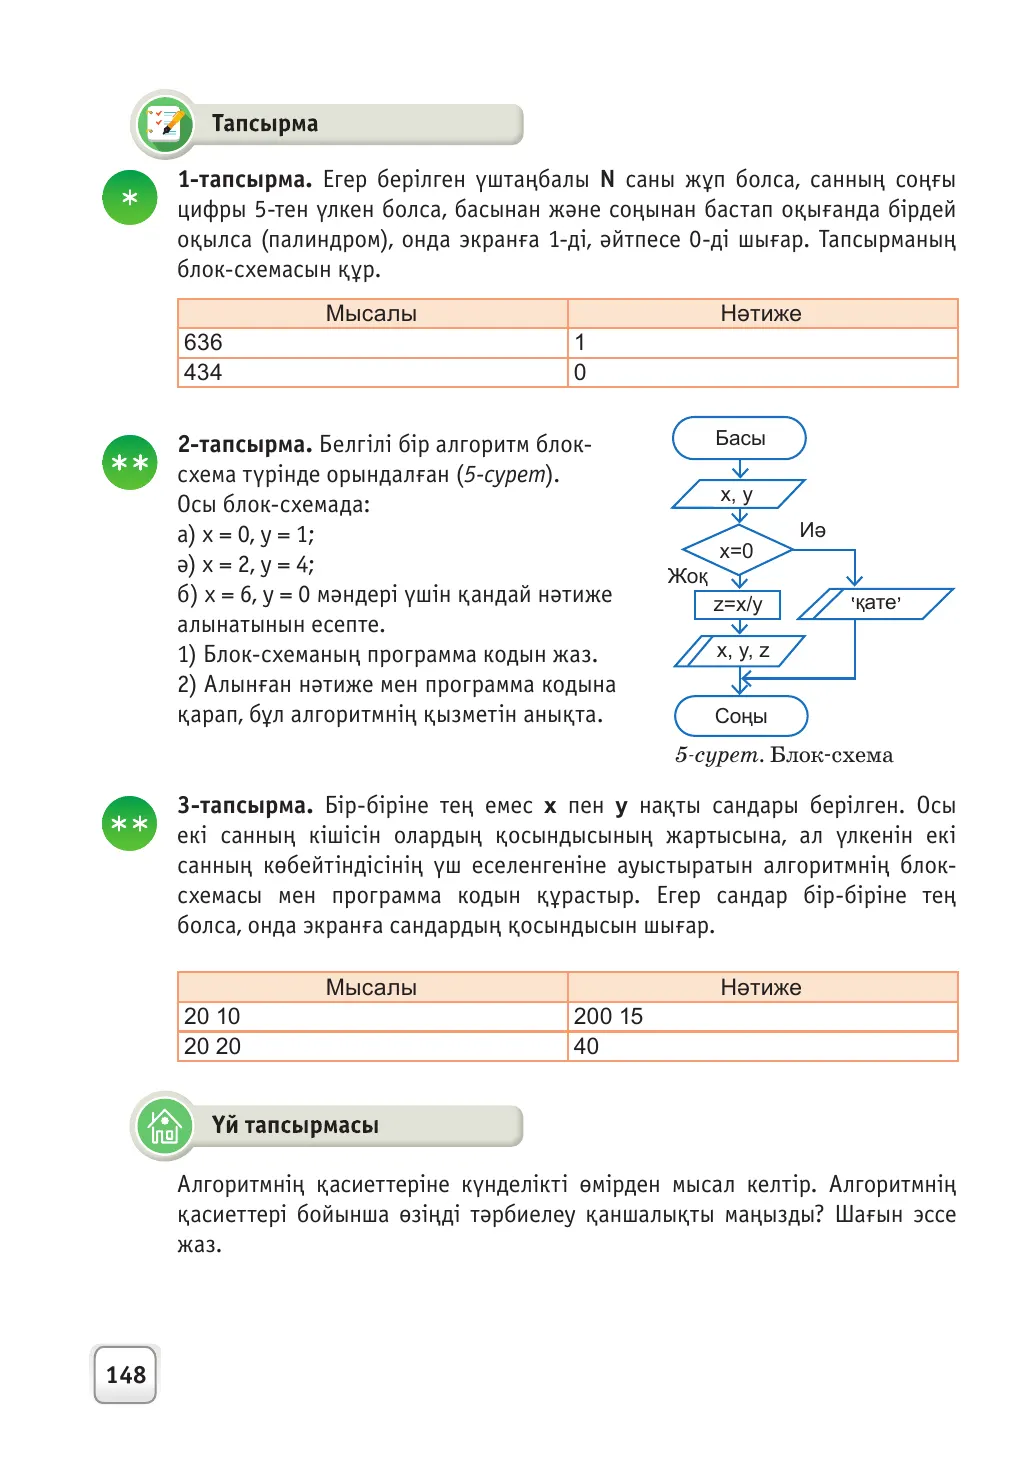 Тапсырма
*
1-тапсырма. Егер берілген үштаңбалы N саны жұп болса, санның соңғы
цифры 5-тен үлкен болса, басынан және соңынан бастап оқығанда бірдей
оқылса (палиндром), онда экранға 1-ді, әйтпесе 0-ді шығар. Тапсырманың
блок-схемасын құр.
Мысалы Нәтиже
636 1
434 0
**
2-тапсырма. Белгілі бір алгоритм блок-
схема түрінде орындалған (5-сурет).
Осы блок-схемада:
а) x = 0, y = 1;
ә) x = 2, y = 4;
б) x = 6, y = 0 мәндері үшін қандай нәтиже
алынатынын есепте.
1) Блок-схеманың программа кодын жаз.
2) Алынған нәтиже мен программа кодына
қарап, бұл алгоритмнің қызметін анықта.
Басы
x, y
x=0
Иә
Жоқ
z=x/y
‘қате’
x, y, z
Соңы
5-сурет. Блок-схема
**
3-тапсырма. Бір-біріне тең емес x пен y нақты сандары берілген. Осы
екі санның кішісін олардың қосындысының жартысына, ал үлкенін екі
санның көбейтіндісінің үш еселенгеніне ауыстыратын алгоритмнің блок-
схемасы мен программа кодын құрастыр. Егер сандар бір-біріне тең
болса, онда экранға сандардың қосындысын шығар.
Мысалы Нәтиже
20 10 200 15
20 20 40
Үй тапсырмасы
Алгоритмнің қасиеттеріне күнделікті өмірден мысал келтір. Алгоритмнің
қасиеттері бойынша өзіңді тәрбиелеу қаншалықты маңызды? Шағын эссе
жаз.
148